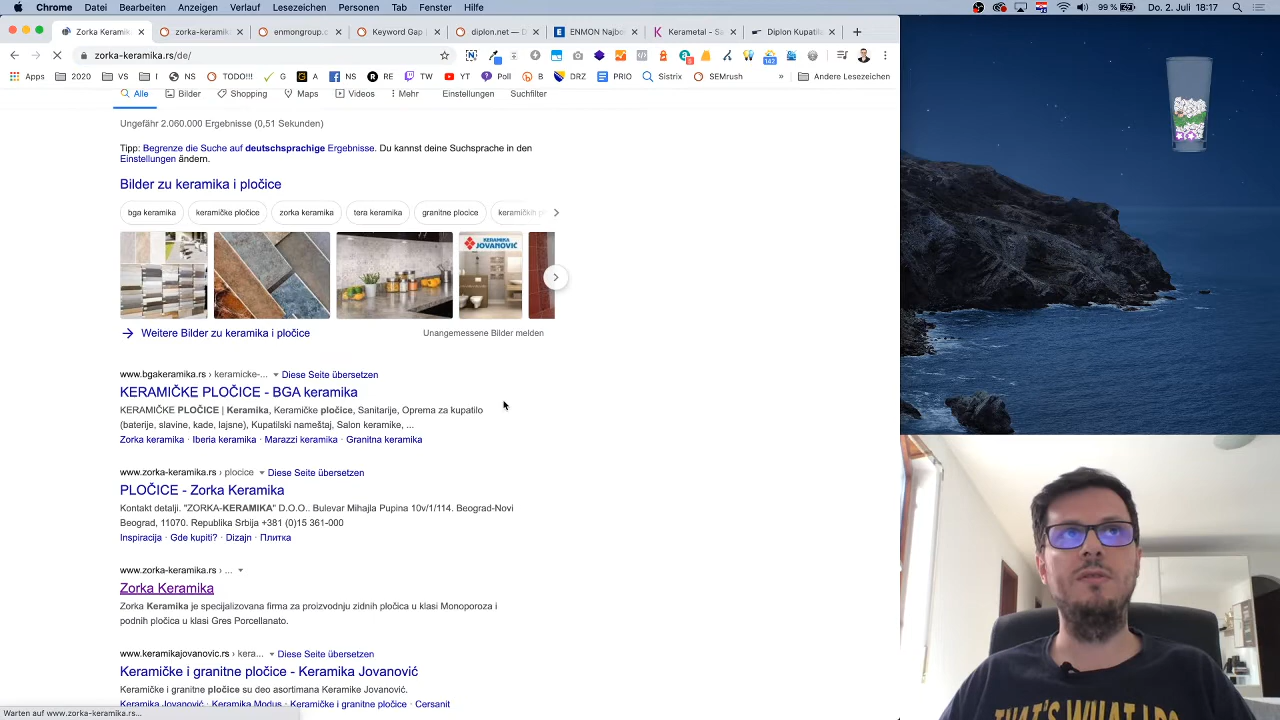 Chrome Datei Bearbeiten Anzeigen Verlauf Lesezeichen Personen Tab Fenster Hilfe 99 % Do. 2. Juli 18:17
Zorka Keramik enmongroup.c Keyword Gap | diplon.net — D ENMON Najbo Kerametal - Sa Diplon Kupatila
zorka-keramika.rs/de/
Apps 2020 VS I NS TODO!!! G A NS RE TW YT Poll B DRZ PRIO Sistrix SEmrush » Andere Lesezeichen
Alle Bilder Shopping Maps Videos Mehr Einstellungen Suchfilter
Ungefähr 2.060.000 Ergebnisse (0,51 Sekunden)
Tipp: Begrenze die Suche auf deutschsprachige Ergebnisse. Du kannst deine Suchsprache in den
Einstellungen ändern.
Bilder zu keramika i pločice
bga keramika keramičke pločice zorka keramika tera keramika granitne plocice keramičkih
KERAMIKA
JOVANOVIĆ
Weitere Bilder zu keramika i pločice Unangemessene Bilder melden
www.bgakeramika.rs › keramicke-... Diese Seite übersetzen
KERAMIČKE PLOČICE - BGA keramika
KERAMIČKE PLOČICE | Keramika, Keramičke pločice, Sanitarije, Oprema za kupatilo
(baterije, slavine, kade, lajsne), Kupatilski nameštaj, Salon keramike, ...
Zorka keramika · Iberia keramika · Marazzi keramika · Granitna keramika
www.zorka-keramika.rs › plocice Diese Seite übersetzen
PLOČICE - Zorka Keramika
Kontakt detalji. "ZORKA-KERAMIKA" D.O.O.. Bulevar Mihajla Pupina 10v/1/114. Beograd-Novi
Beograd, 11070. Republika Srbija +381 (0)15 361-000
Inspiracija · Gde kupiti? · Dizajn · Плитка
www.zorka-keramika.rs › ...
Zorka Keramika
Zorka Keramika je specijalizovana firma za proizvodnju zidnih pločica u klasi Monoporoza i
podnih pločica u klasi Gres Porcellanato.
www.keramikajovanovic.rs › kera... Diese Seite übersetzen
Keramičke i granitne pločice - Keramika Jovanović
Keramičke i granitne pločice su deo asortimana Keramike Jovanović.
Keramika Jovanović · Keramika Modus · Keramičke i granitne pločice · Cersanit
Warten auf www.zorka-keramika.rs...
THAT'S WHAT I DO